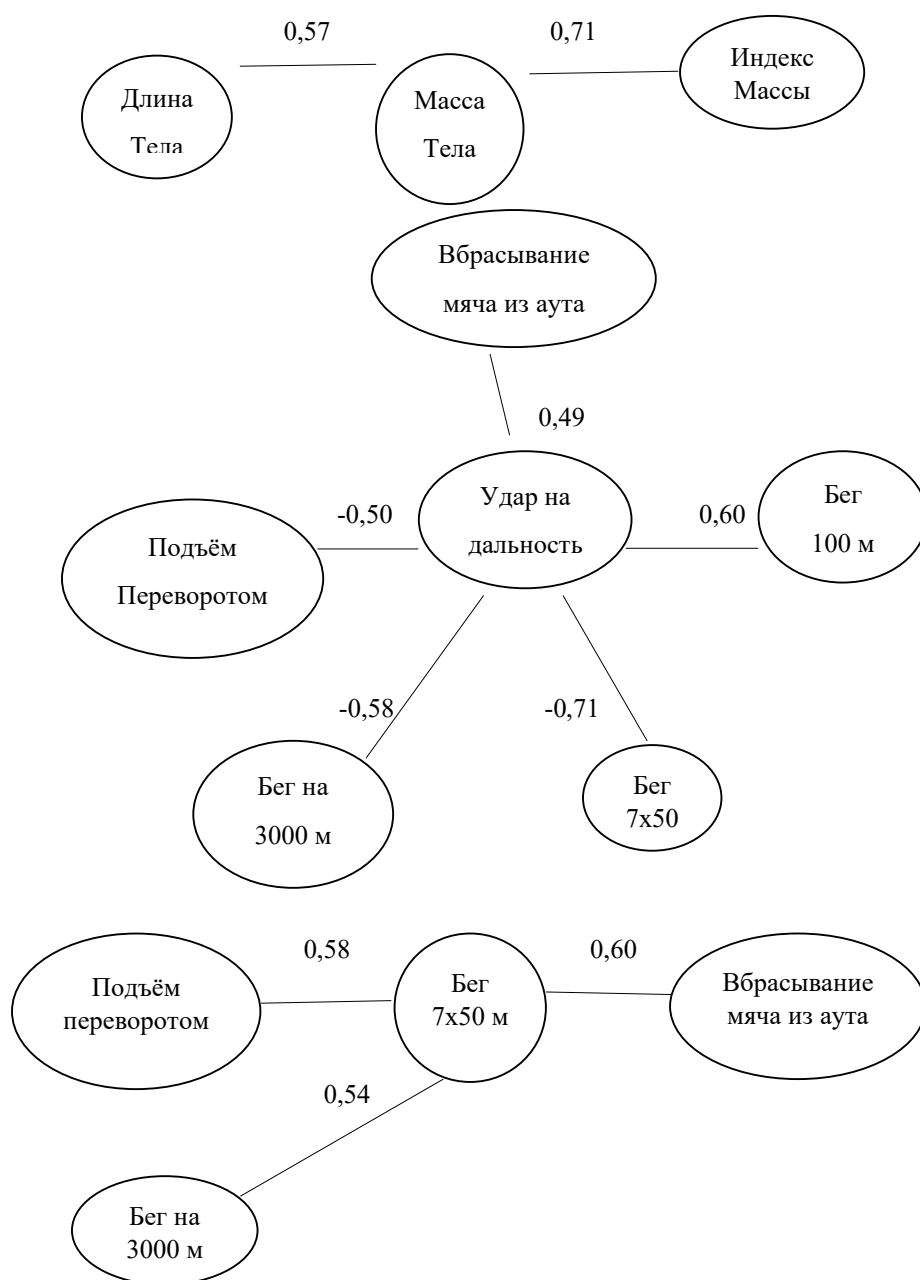 0,57
0,71
Длина
Тела
Масса
Тела
Индекс
Массы
Вбрасывание
мяча из аута
0,49
Удар на
дальность
-0,50
0,60
Бег
100 м
Подъём
Переворотом
-0,58
-0,71
Бег на
3000 м
Бег
7х50
0,58
0,60
Подъём
переворотом
Бег
7х50 м
Вбрасывание
мяча из аута
0,54
Бег на
3000 м